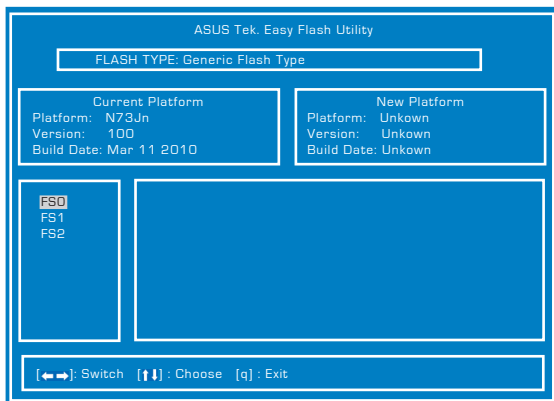 ASUS Tek. Easy Flash Utility
FLASH TYPE: Generic Flash Type
Current Platform
Platform: N73Jn
Version: 100
Build Date: Mar 11 2010
New Platform
Platform: Unkown
Version: Unkown
Build Date: Unkown
FS0
FS1
FS2
[←→]: Switch [↑↓] : Choose [q] : Exit